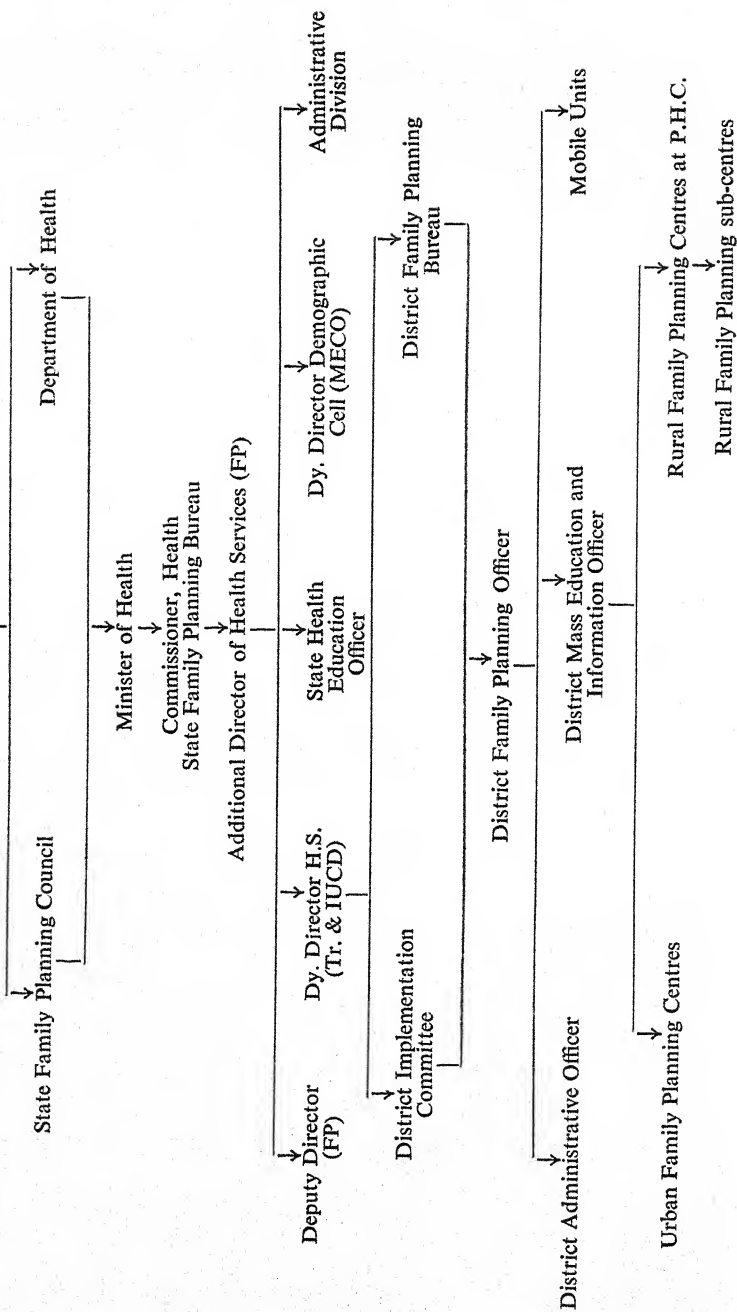 State Family Planning Council
Department of Health
Minister of Health
Commissioner, Health
State Family Planning Bureau
Additional Director of Health Services (FP)
Deputy Director
(FP)
Dy. Director H.S.
(Tr. & IUCD)
State Health
Education
Officer
Dy. Director Demographic
Cell (MECO)
Administrative
Division
District Implementation
Committee
District Family Planning
Bureau
District Family Planning Officer
District Administrative Officer
District Mass Education and
Information Officer
Mobile Units
Urban Family Planning Centres
Rural Family Planning Centres at P.H.C.
Rural Family Planning sub-centres